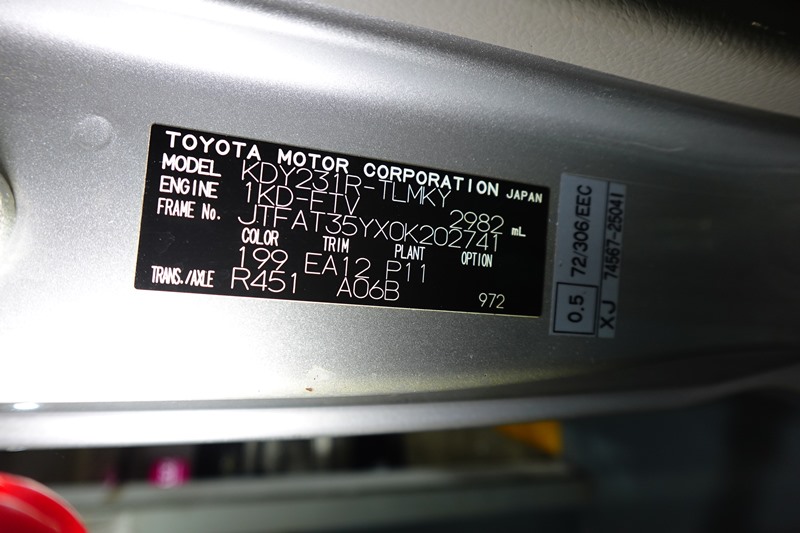 TOYOTA MOTOR CORPORATION JAPAN
MODEL KDY231R-TLMKY
ENGINE 1KD-FTV 2982 mL
FRAME No. JTFAT35YX0K202741
COLOR TRIM PLANT OPTION
199 EA12 P11
TRANS./AXLE R451 A06B 972
0.5 72/306/EEC
XJ 74567-25041